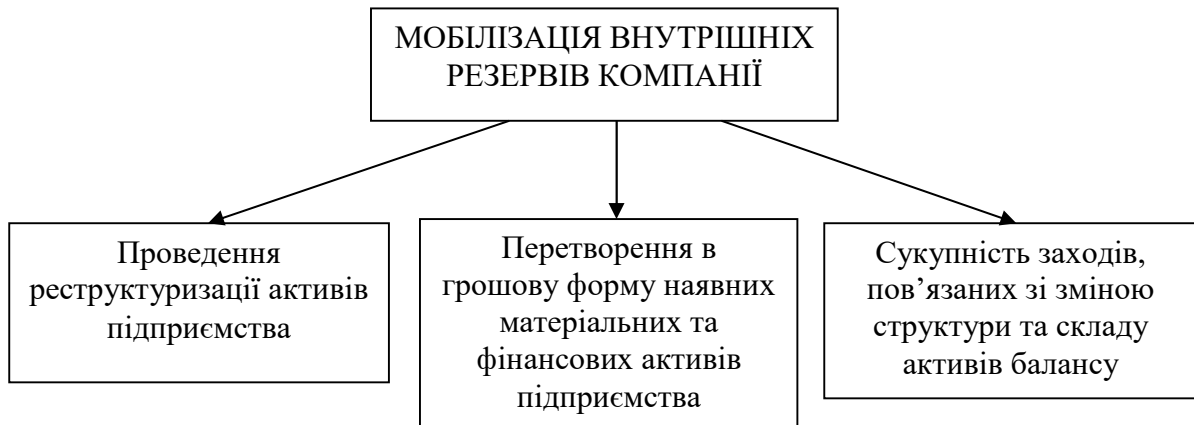 МОБІЛІЗАЦІЯ ВНУТРІШНІХ
РЕЗЕРВІВ КОМПАНІЇ
Проведення
реструктуризації активів
підприємства
Перетворення в
грошову форму наявних
матеріальних та
фінансових активів
підприємства
Сукупність заходів,
пов’язаних зі зміною
структури та складу
активів балансу